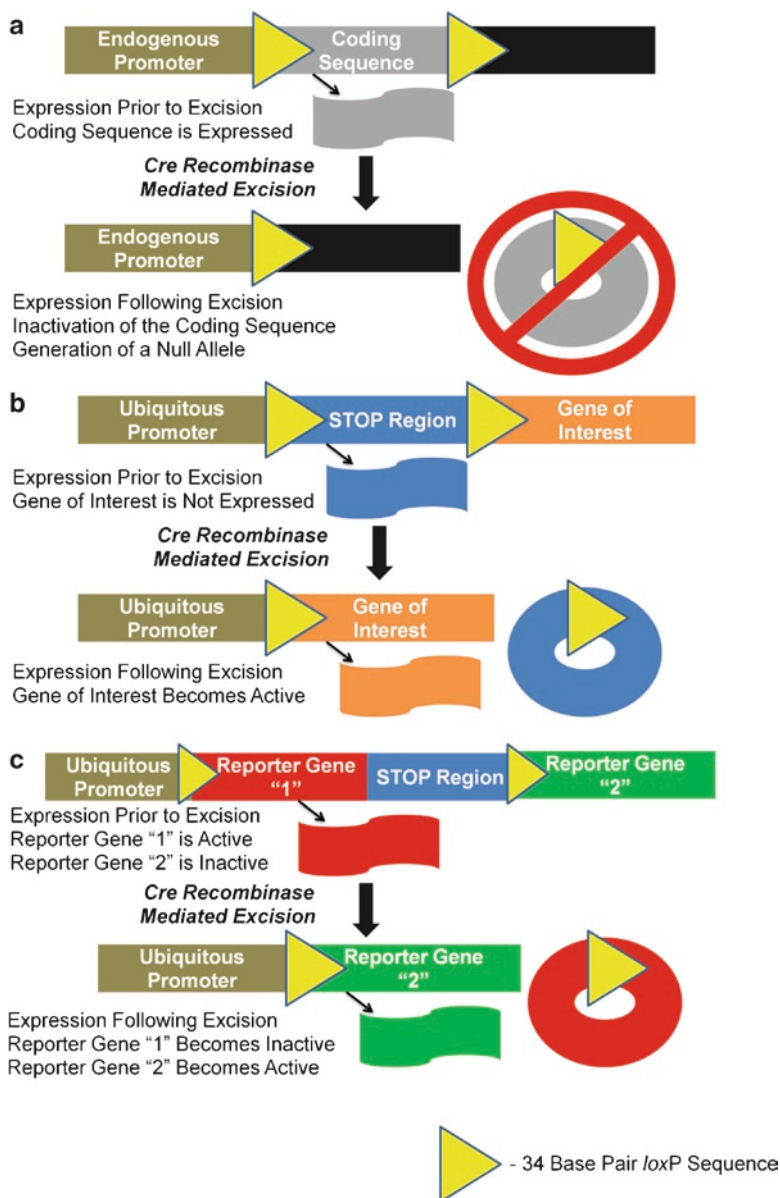 a
Endogenous
Promoter
Coding
Sequence
Expression Prior to Excision
Coding Sequence is Expressed
Cre Recombinase
Mediated Excision
Endogenous
Promoter
Expression Following Excision
Inactivation of the Coding Sequence
Generation of a Null Allele
b
Ubiquitous
Promoter
STOP Region
Gene of
Interest
Expression Prior to Excision
Gene of Interest is Not Expressed
Cre Recombinase
Mediated Excision
Ubiquitous
Promoter
Gene of
Interest
Expression Following Excision
Gene of Interest Becomes Active
c
Ubiquitous
Promoter
Reporter Gene
“1”
STOP Region
Reporter Gene
“2”
Expression Prior to Excision
Reporter Gene “1” is Active
Reporter Gene “2” is Inactive
Cre Recombinase
Mediated Excision
Ubiquitous
Promoter
Reporter Gene
“2”
Expression Following Excision
Reporter Gene “1” Becomes Inactive
Reporter Gene “2” Becomes Active
- 34 Base Pair loxP Sequence